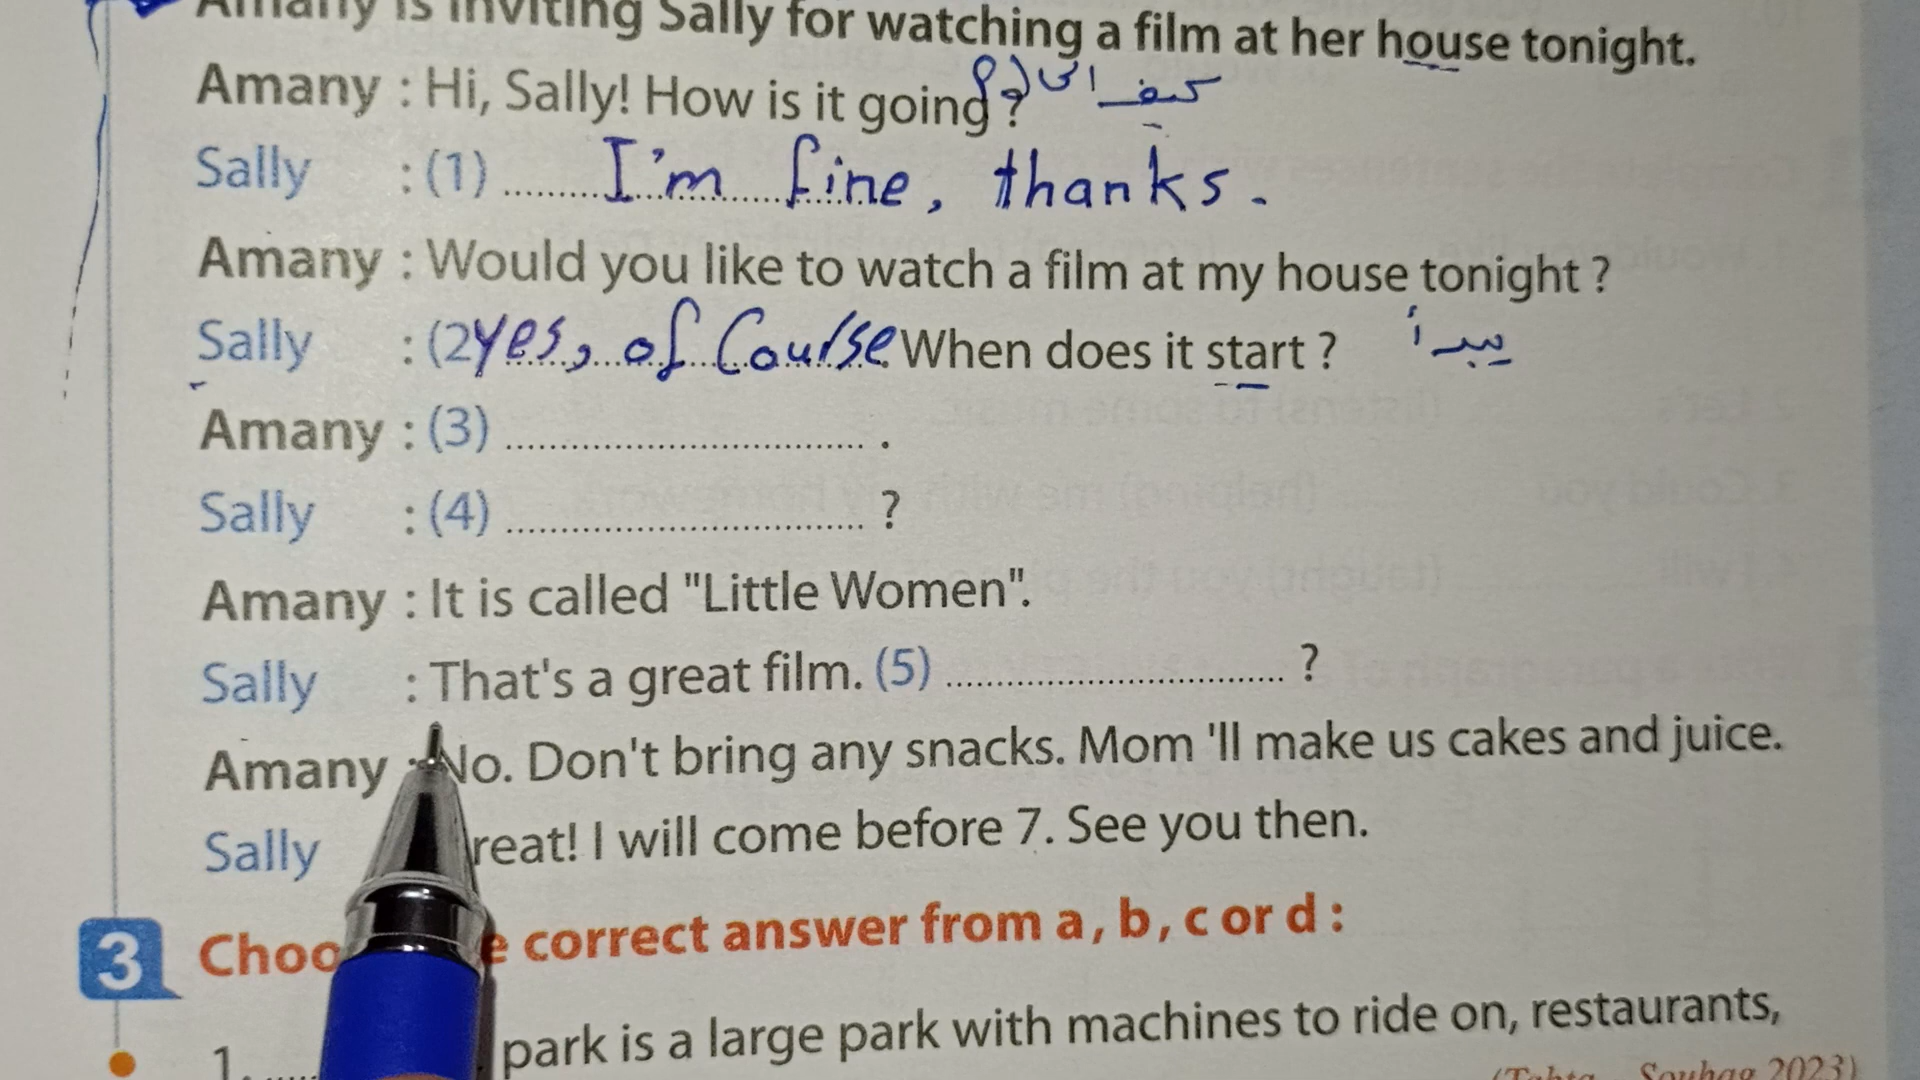 Amany is inviting Sally for watching a film at her house tonight.
Amany : Hi, Sally! How is it going ? كيف الحال؟
Sally : (1) ......... I'm fine, thanks.
Amany : Would you like to watch a film at my house tonight ?
Sally : (2 yes, of Course. When does it start ? يبدأ
Amany : (3) ................................. .
Sally : (4) ................................. ?
Amany : It is called "Little Women".
Sally : That's a great film. (5) ................................ ?
Amany : No. Don't bring any snacks. Mom 'll make us cakes and juice.
Sally reat! I will come before 7. See you then.
3 Choo e correct answer from a , b , c or d :
1. ..... park is a large park with machines to ride on, restaurants,
Souhag 2023)